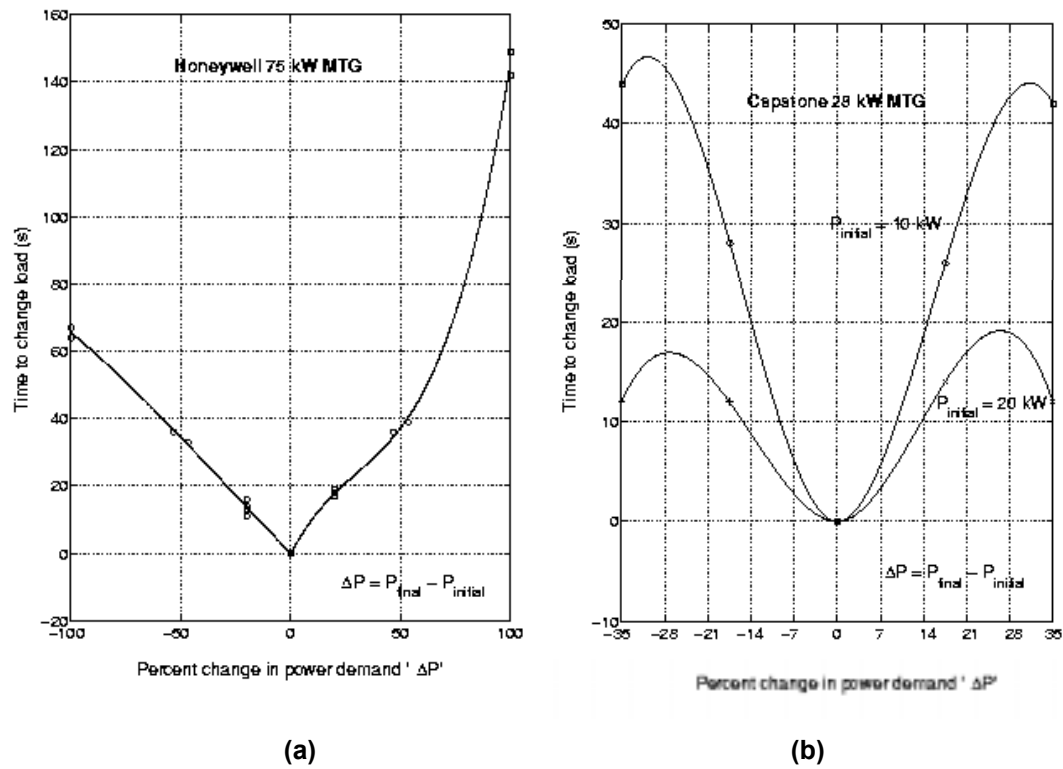 160
140
120
100
80
60
40
20
0
−20
−100
−50
0
50
100
Honeywell 75 kW MTG
Time to change load (s)
ΔP = P_final − P_initial
Percent change in power demand ' ΔP'
(a)
50
40
30
20
10
0
−10
−35
−28
−21
−14
−7
0
7
14
21
28
35
Capstone 28 kW MTG
Time to change load (s)
P_initial = 10 kW
P_initial = 20 kW
ΔP = P_final − P_initial
Percent change in power demand ' ΔP'
(b)